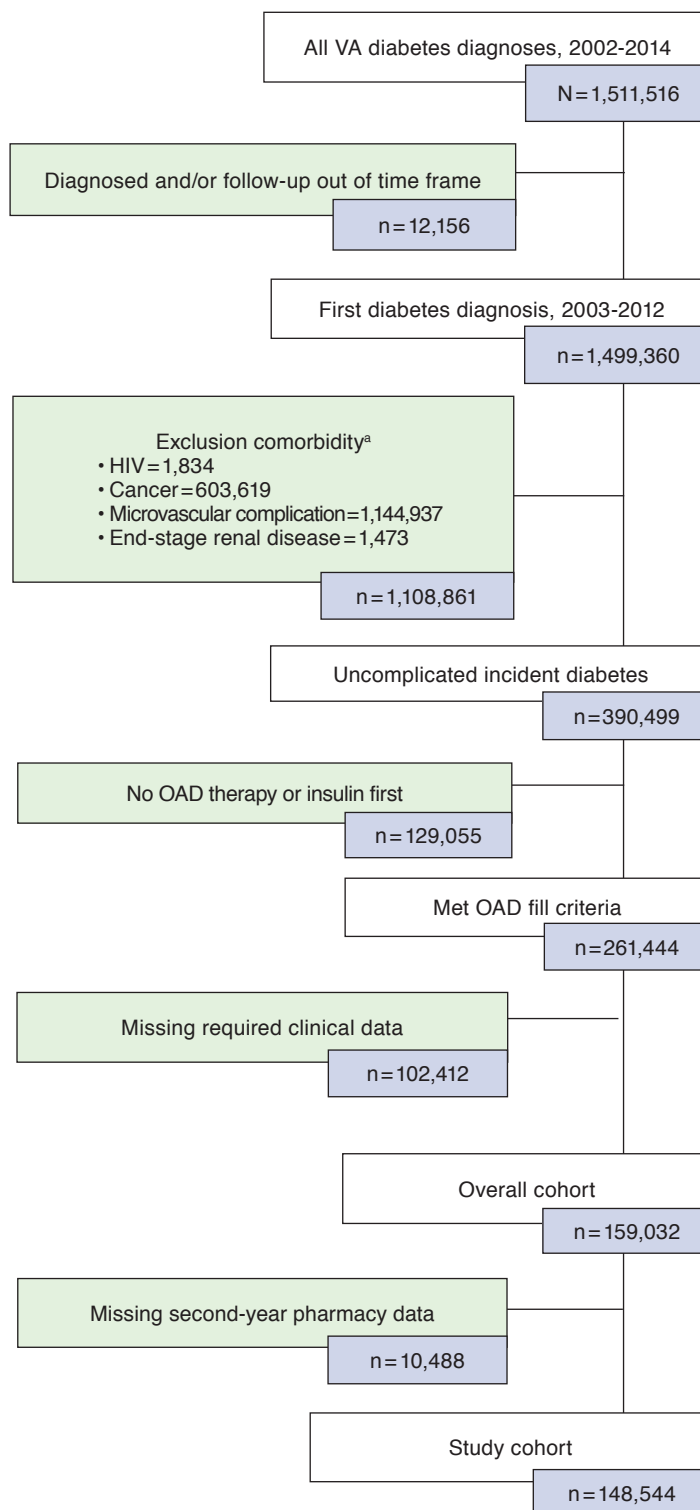 All VA diabetes diagnoses, 2002-2014
N=1,511,516
Diagnosed and/or follow-up out of time frame
n=12,156
First diabetes diagnosis, 2003-2012
n=1,499,360
Exclusion comorbidityᵃ
• HIV=1,834
• Cancer=603,619
• Microvascular complication=1,144,937
• End-stage renal disease=1,473
n=1,108,861
Uncomplicated incident diabetes
n=390,499
No OAD therapy or insulin first
n=129,055
Met OAD fill criteria
n=261,444
Missing required clinical data
n=102,412
Overall cohort
n=159,032
Missing second-year pharmacy data
n=10,488
Study cohort
n=148,544